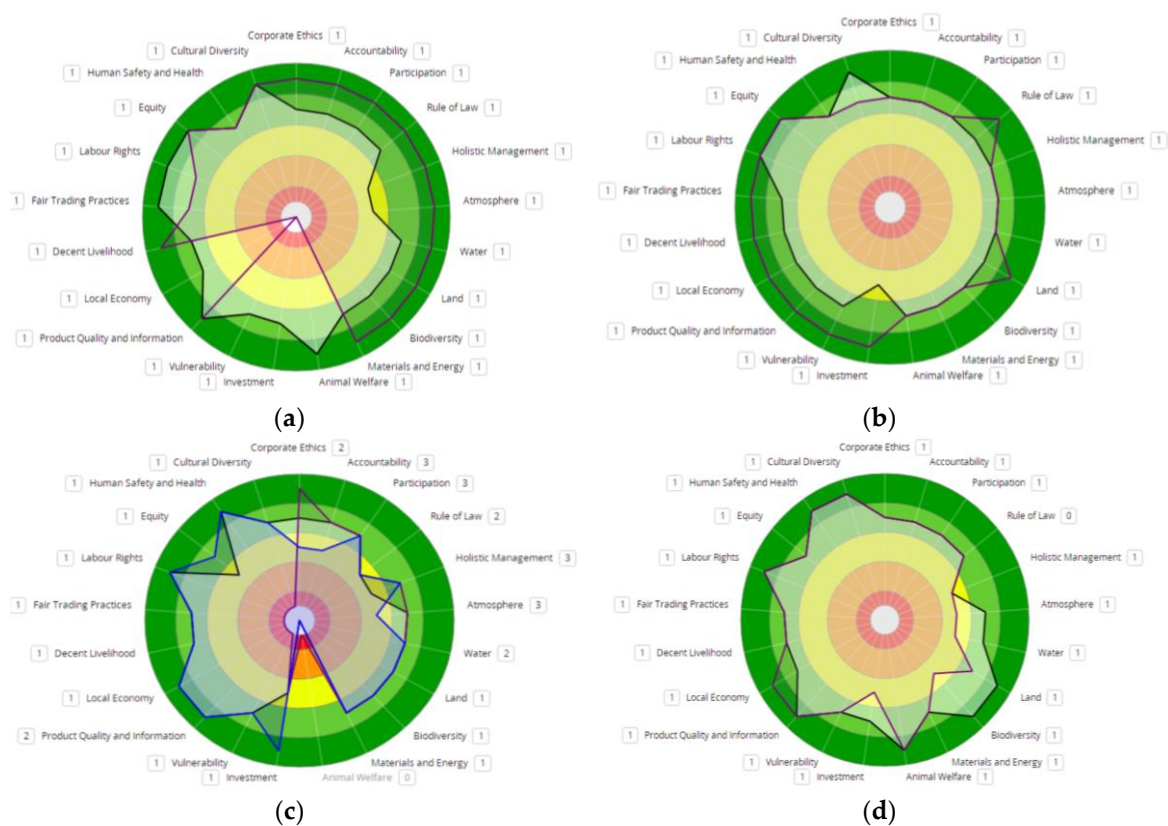 Corporate Ethics 1
1 Cultural Diversity
Accountability 1
1 Human Safety and Health
Participation 1
1 Equity
Rule of Law 1
1 Labour Rights
Holistic Management 1
1 Fair Trading Practices
Atmosphere 1
1 Decent Livelihood
Water 1
1 Local Economy
Land 1
1 Product Quality and Information
Biodiversity 1
1 Vulnerability
Materials and Energy 1
1 Investment
Animal Welfare 1
(a)
Corporate Ethics 1
1 Cultural Diversity
Accountability 1
1 Human Safety and Health
Participation 1
1 Equity
Rule of Law 1
1 Labour Rights
Holistic Management 1
1 Fair Trading Practices
Atmosphere 1
1 Decent Livelihood
Water 1
1 Local Economy
Land 1
1 Product Quality and Information
Biodiversity 1
1 Vulnerability
Materials and Energy 1
1 Investment
Animal Welfare 1
(b)
Corporate Ethics 2
1 Cultural Diversity
Accountability 3
1 Human Safety and Health
Participation 3
1 Equity
Rule of Law 2
1 Labour Rights
Holistic Management 3
1 Fair Trading Practices
Atmosphere 3
1 Decent Livelihood
Water 2
1 Local Economy
Land 1
2 Product Quality and Information
Biodiversity 1
1 Vulnerability
Materials and Energy 1
1 Investment
Animal Welfare 0
(c)
Corporate Ethics 1
1 Cultural Diversity
Accountability 1
1 Human Safety and Health
Participation 1
1 Equity
Rule of Law 0
1 Labour Rights
Holistic Management 1
1 Fair Trading Practices
Atmosphere 1
1 Decent Livelihood
Water 1
1 Local Economy
Land 1
1 Product Quality and Information
Biodiversity 1
1 Vulnerability
Materials and Energy 1
1 Investment
Animal Welfare 1
(d)